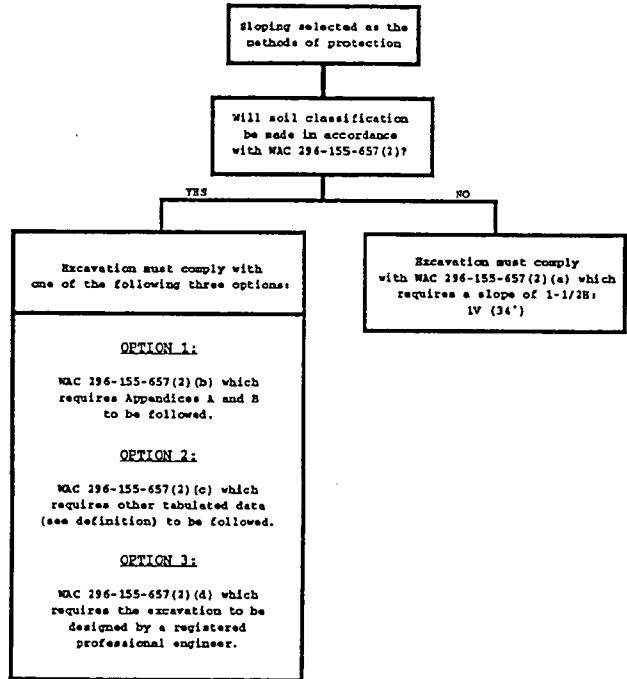 Sloping selected as the
methods of protection
Will soil classification
be made in accordance
with WAC 296-155-657(2)?
YES
NO
Excavation must comply with
one of the following three options:
Excavation must comply
with WAC 296-155-657(2)(a) which
requires a slope of 1-1/2H:
1V (34°)
OPTION 1:
WAC 296-155-657(2)(b) which
requires Appendices A and B
to be followed.
OPTION 2:
WAC 296-155-657(2)(c) which
requires other tabulated data
(see definition) to be followed.
OPTION 3:
WAC 296-155-657(2)(d) which
requires the excavation to be
designed by a registered
professional engineer.